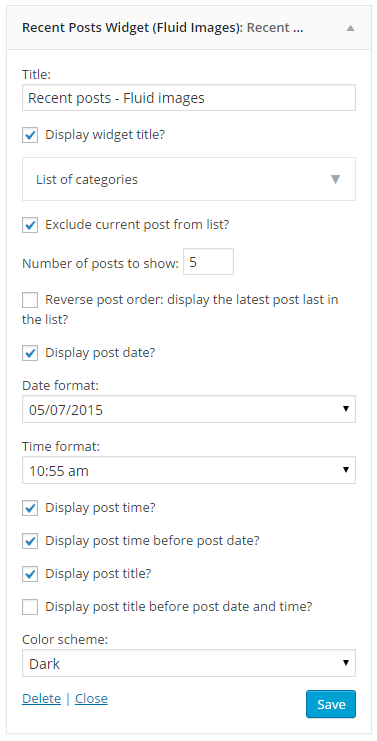 Recent Posts Widget (Fluid Images): Recent ...
Title:
Recent posts - Fluid images
Display widget title?
List of categories
Exclude current post from list?
Number of posts to show: 5
Reverse post order: display the latest post last in
the list?
Display post date?
Date format:
05/07/2015
Time format:
10:55 am
Display post time?
Display post time before post date?
Display post title?
Display post title before post date and time?
Color scheme:
Dark
Delete | Close
Save